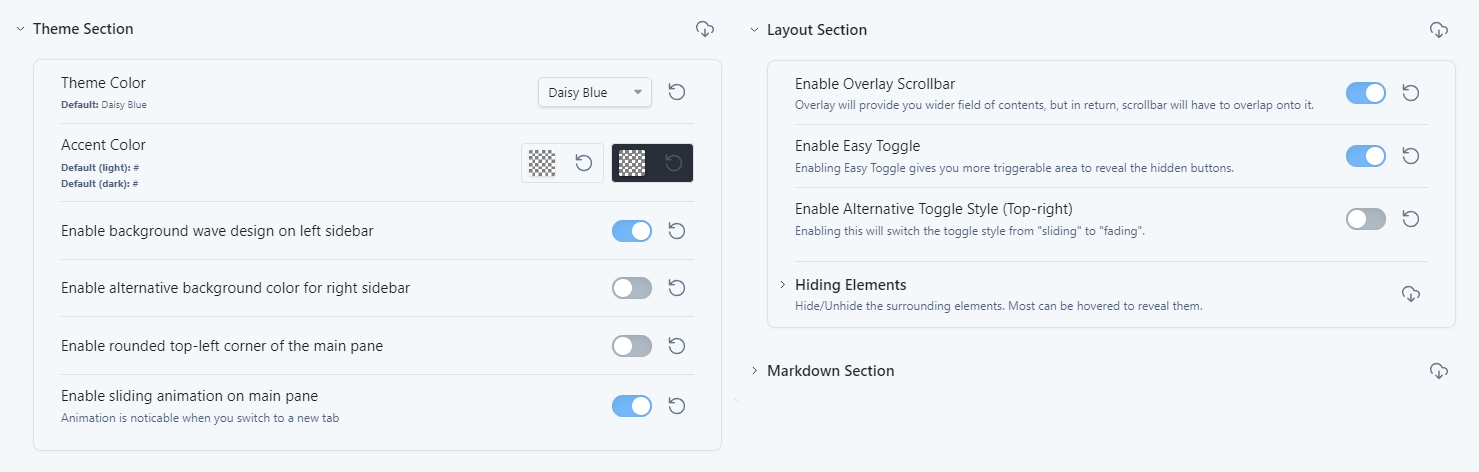 Theme Section
Theme Color
Default: Daisy Blue
Daisy Blue
Accent Color
Default (light): #
Default (dark): #
Enable background wave design on left sidebar
Enable alternative background color for right sidebar
Enable rounded top-left corner of the main pane
Enable sliding animation on main pane
Animation is noticable when you switch to a new tab
Layout Section
Enable Overlay Scrollbar
Overlay will provide you wider field of contents, but in return, scrollbar will have to overlap onto it.
Enable Easy Toggle
Enabling Easy Toggle gives you more triggerable area to reveal the hidden buttons.
Enable Alternative Toggle Style (Top-right)
Enabling this will switch the toggle style from "sliding" to "fading".
Hiding Elements
Hide/Unhide the surrounding elements. Most can be hovered to reveal them.
Markdown Section